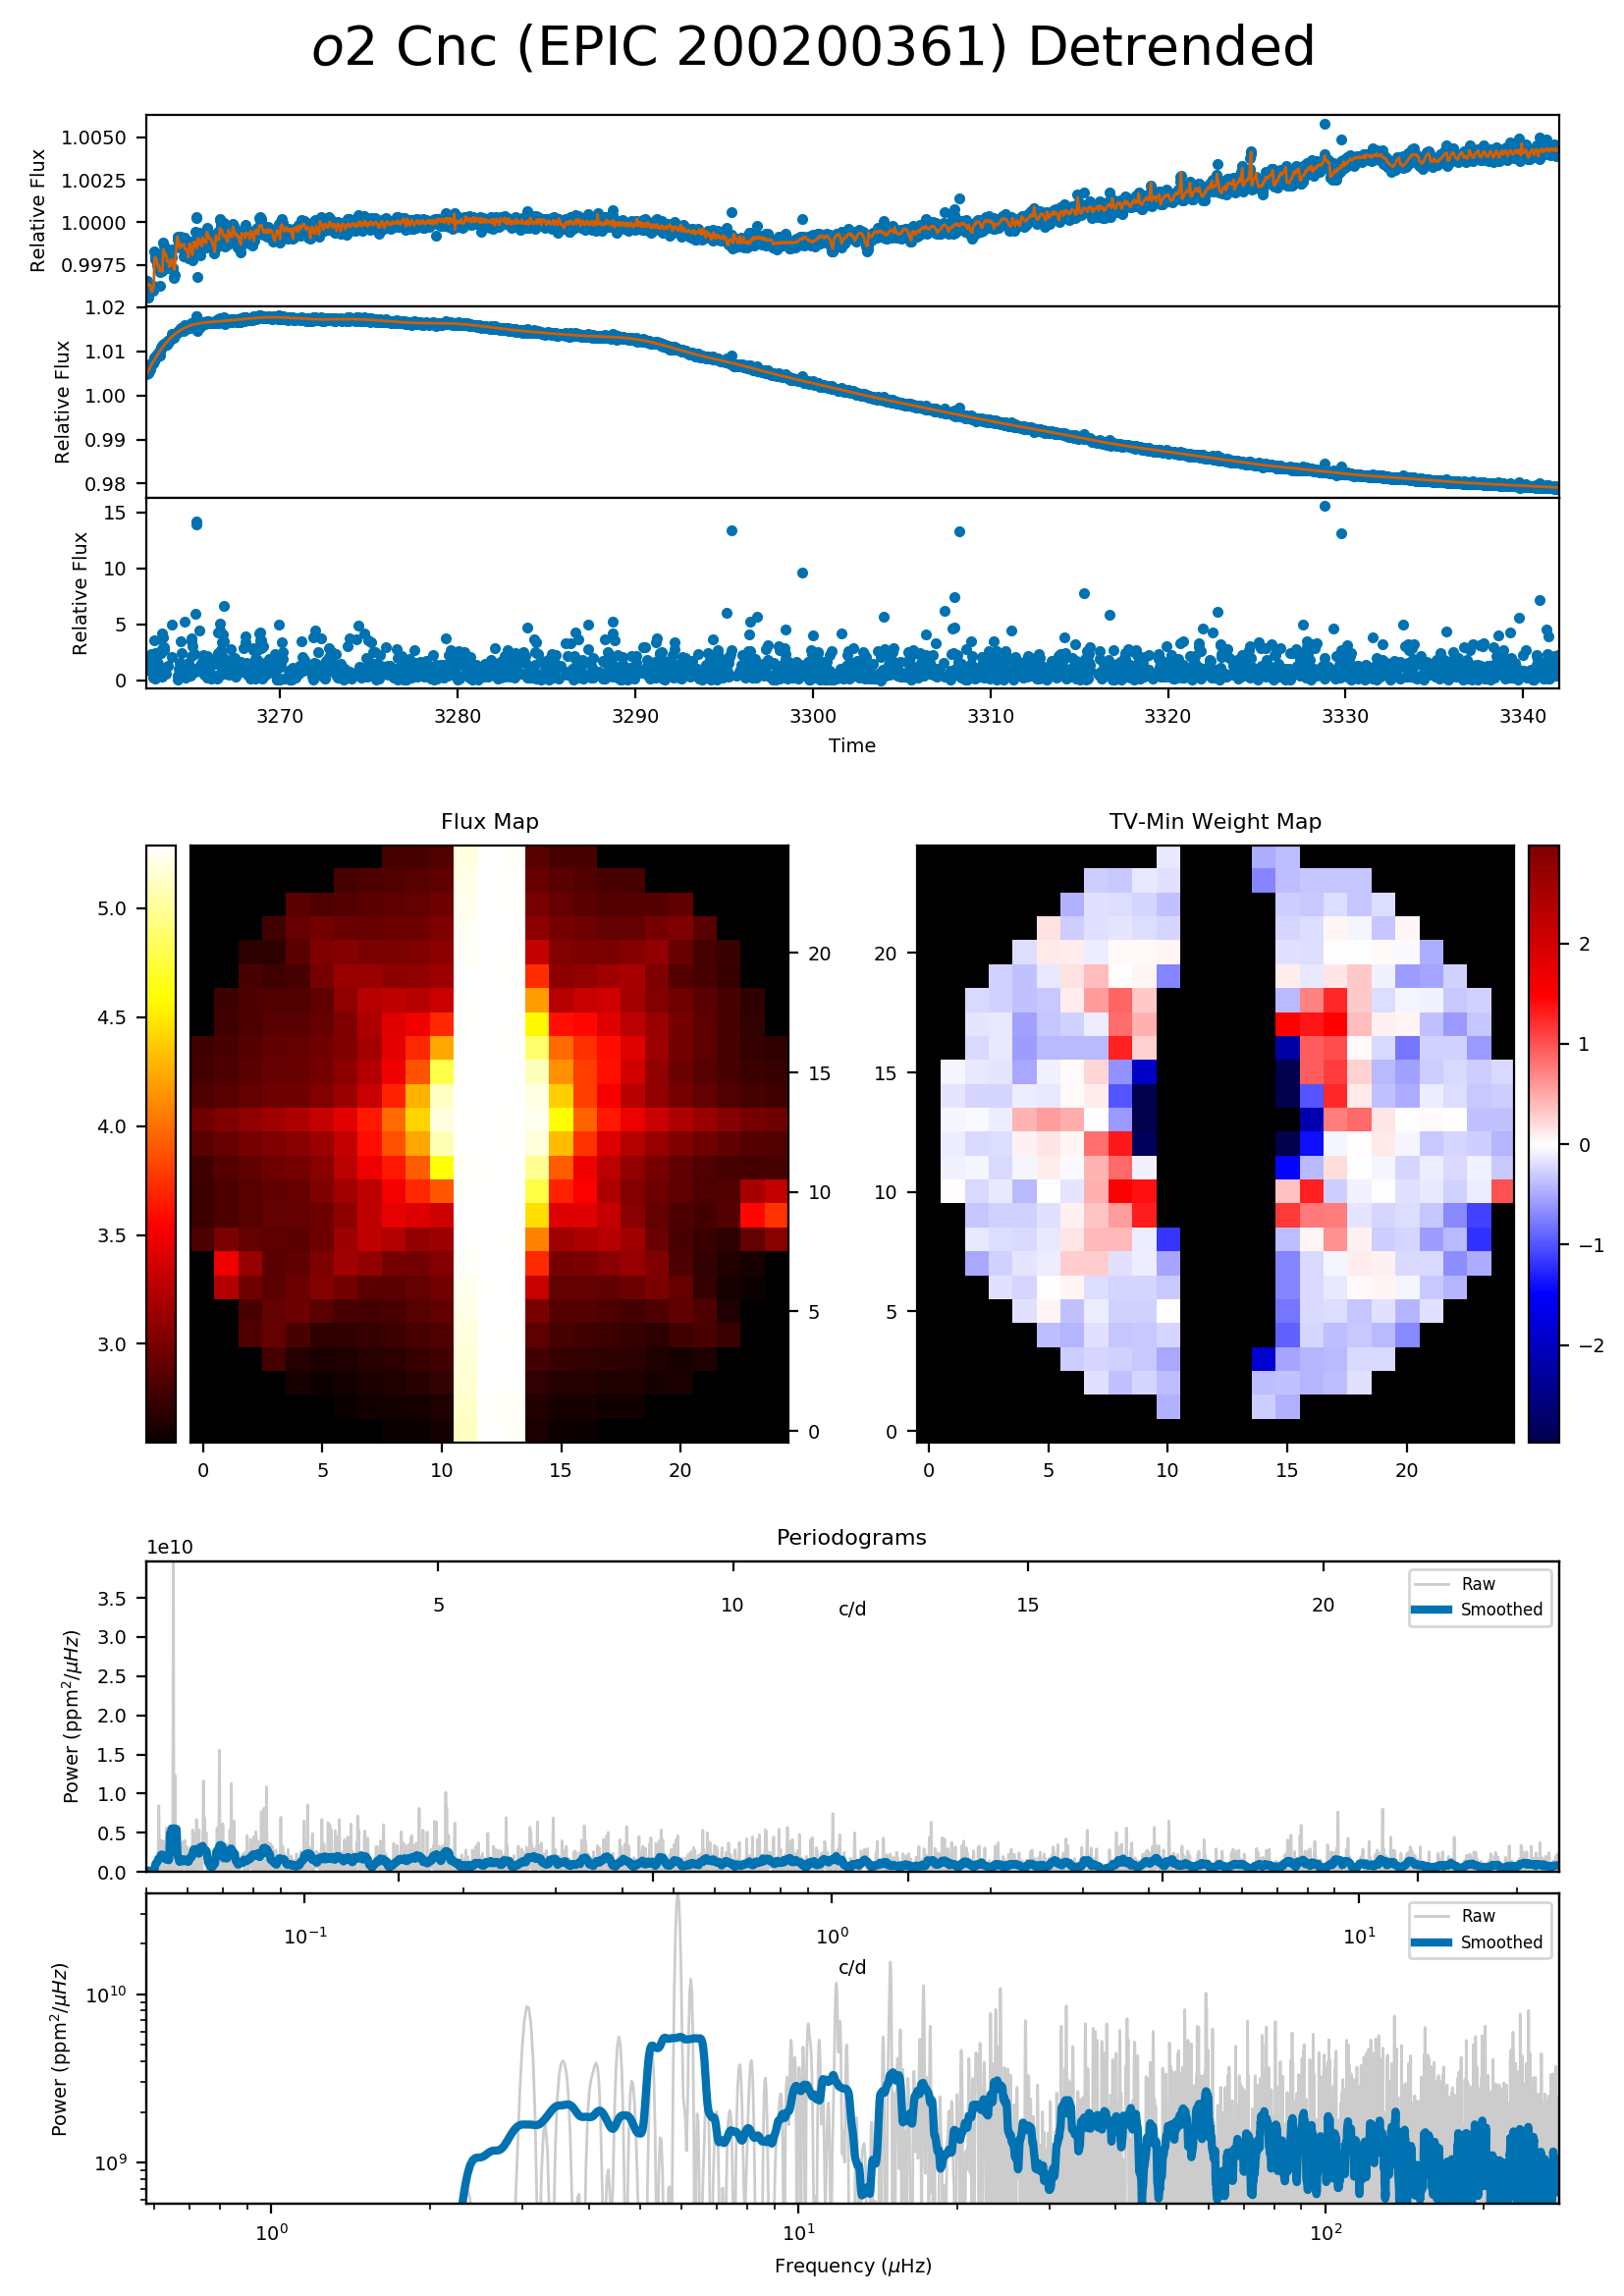 o2 Cnc (EPIC 200200361) Detrended
1.0050
1.0025
1.0000
0.9975
Relative Flux
1.02
1.01
1.00
0.99
0.98
Relative Flux
15
10
5
0
Relative Flux
3270 3280 3290 3300 3310 3320 3330 3340
Time
Flux Map
5.0
4.5
4.0
3.5
3.0
20
15
10
5
0
0 5 10 15 20
TV-Min Weight Map
20
15
10
5
0
0 5 10 15 20
2
1
0
−1
−2
Periodograms
1e10
3.5
3.0
2.5
2.0
1.5
1.0
0.5
0.0
Power (ppm²/μHz)
5 10 15 20
c/d
Raw
Smoothed
10⁻¹ 10⁰ 10¹
c/d
Raw
Smoothed
10¹⁰
10⁹
Power (ppm²/μHz)
10⁰ 10¹ 10²
Frequency (μHz)